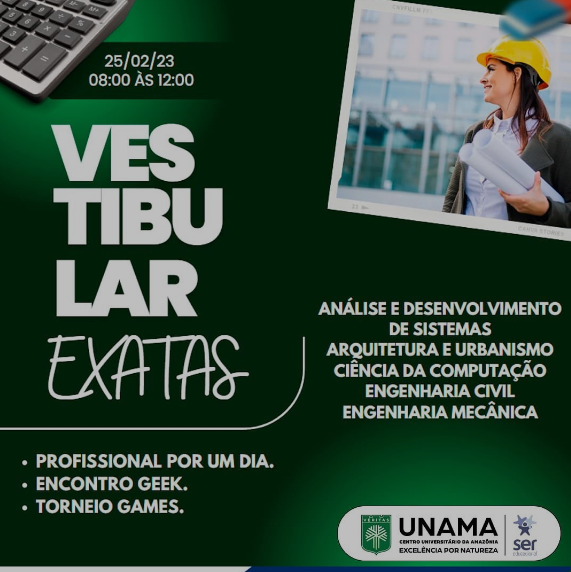 25/02/23
08:00 ÀS 12:00
VES
TIBU
LAR
EXATAS
ANÁLISE E DESENVOLVIMENTO
DE SISTEMAS
ARQUITETURA E URBANISMO
CIÊNCIA DA COMPUTAÇÃO
ENGENHARIA CIVIL
ENGENHARIA MECÂNICA
• PROFISSIONAL POR UM DIA.
• ENCONTRO GEEK.
• TORNEIO GAMES.
VERITAS
UNAMA
CENTRO UNIVERSITÁRIO DA AMAZÔNIA
EXCELÊNCIA POR NATUREZA
ser
educacional